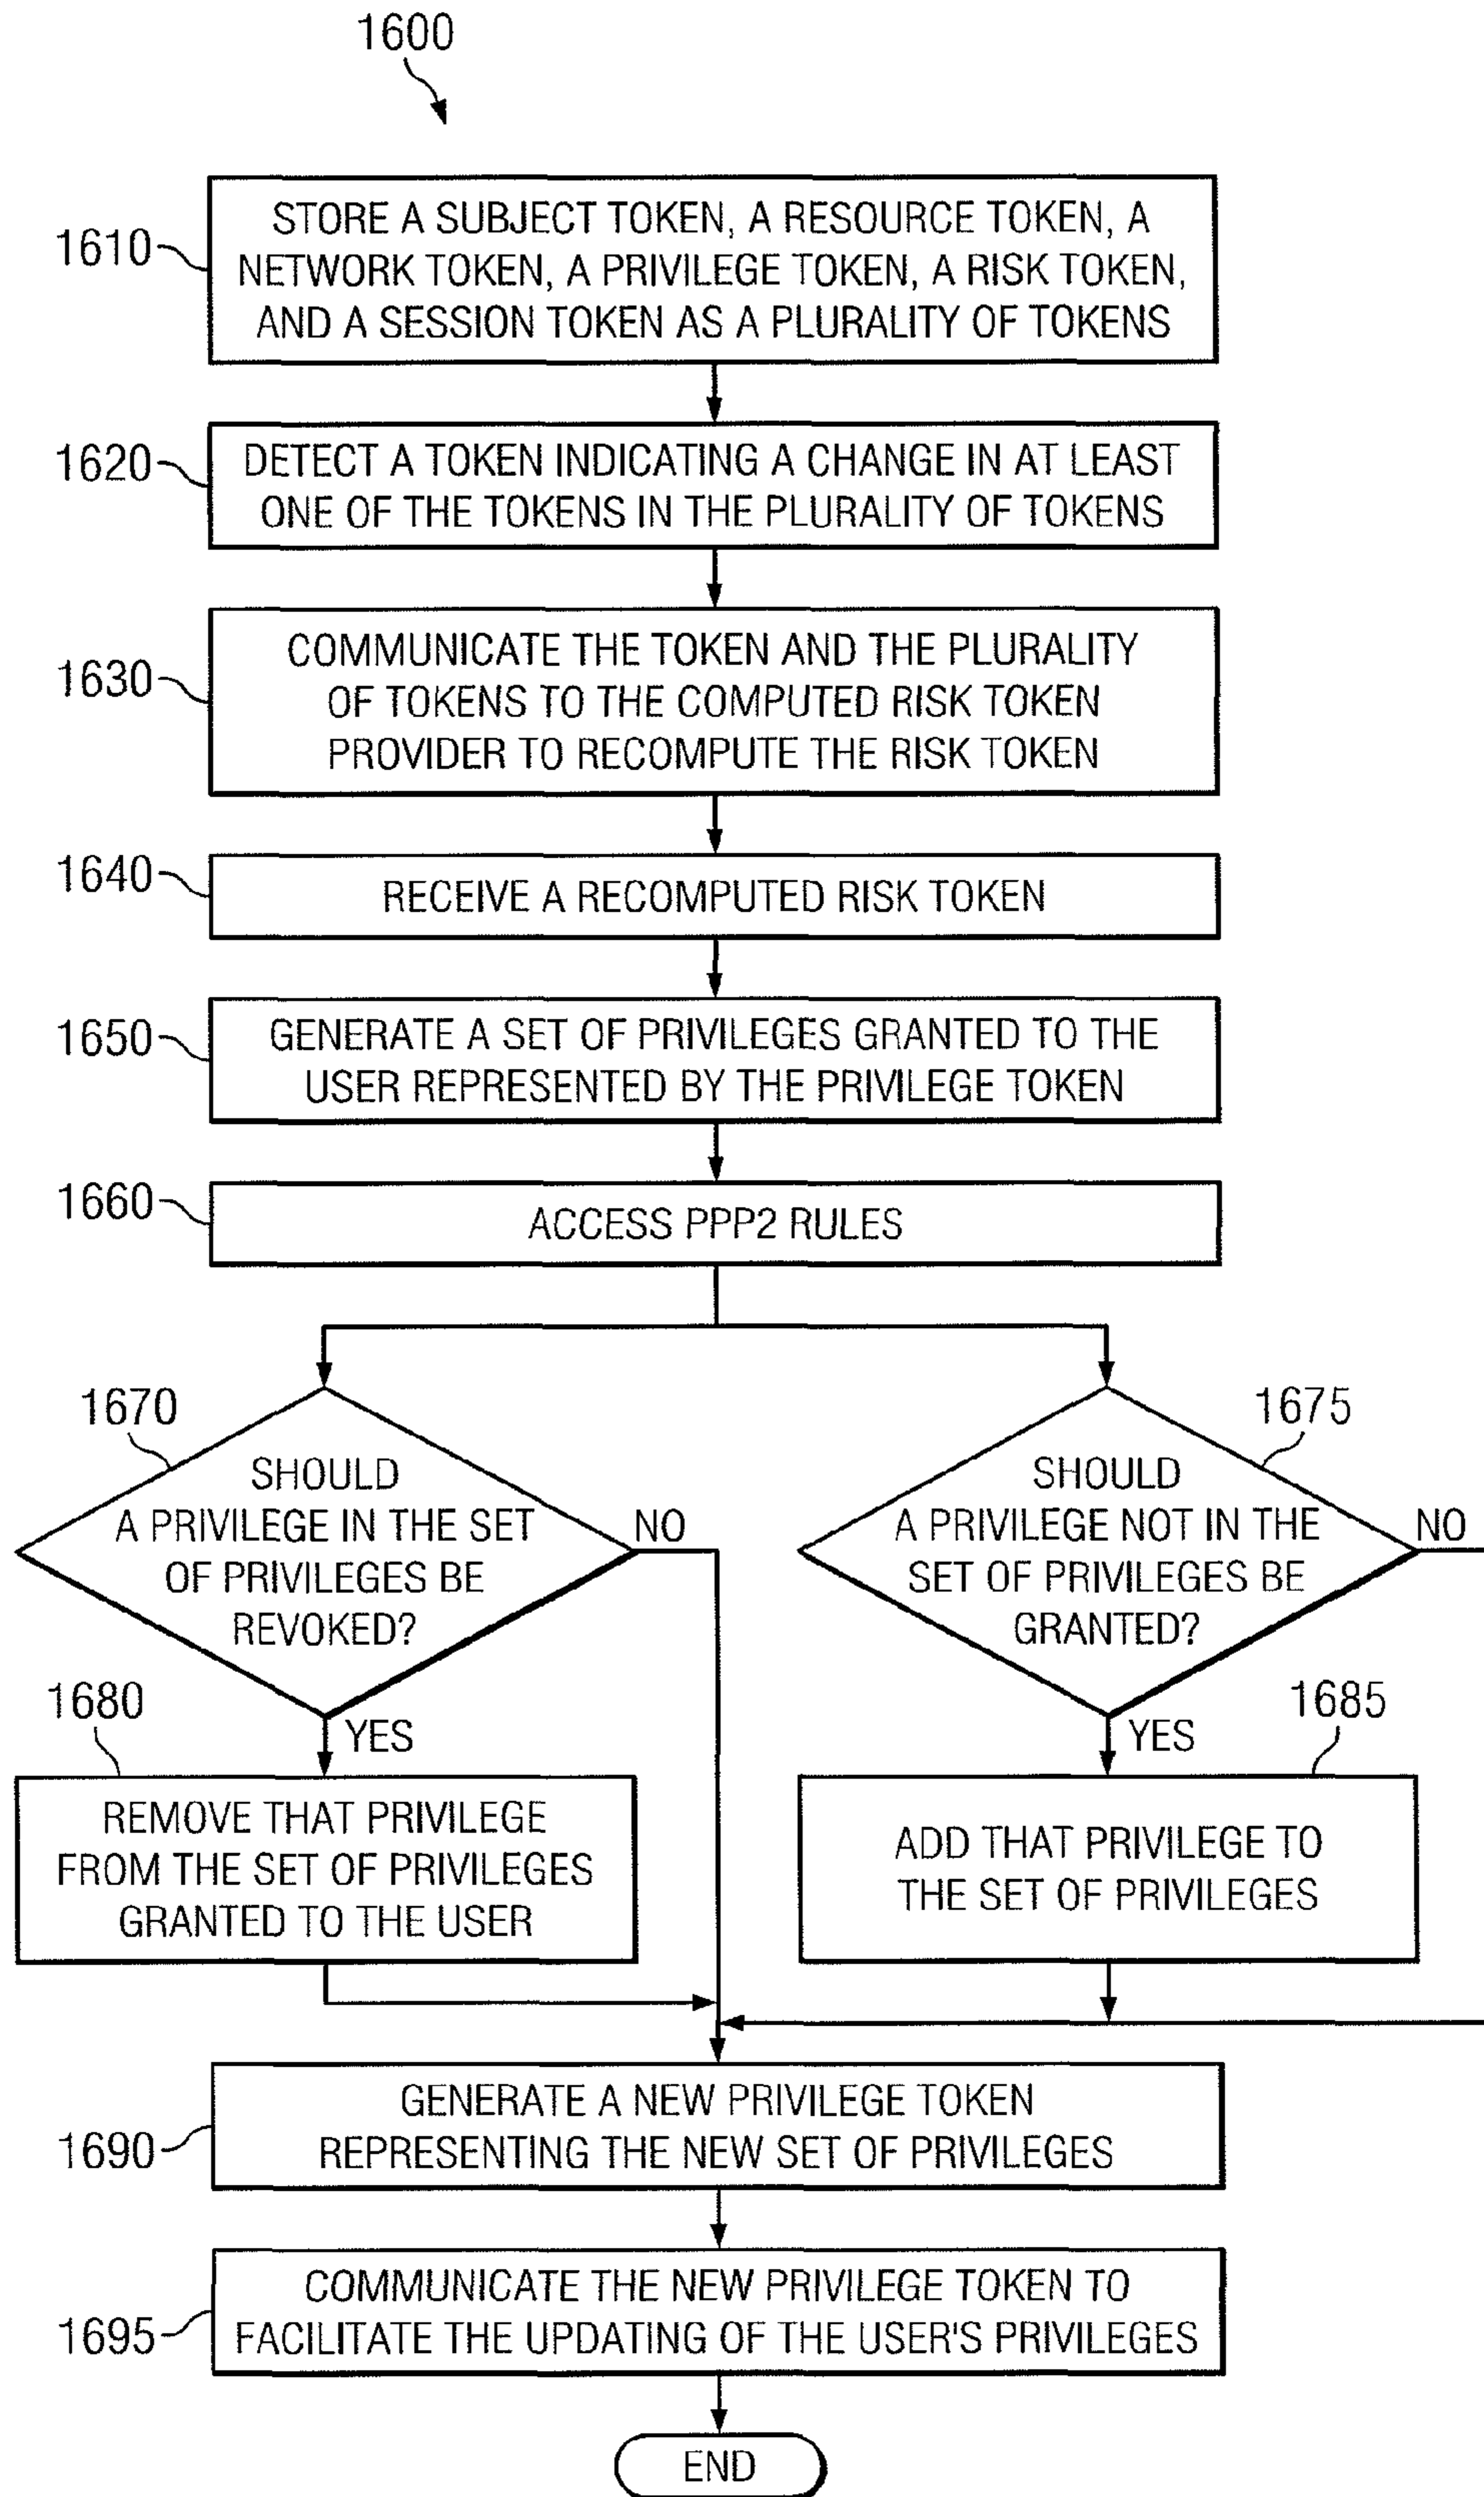 1600
1610
STORE A SUBJECT TOKEN, A RESOURCE TOKEN, A
NETWORK TOKEN, A PRIVILEGE TOKEN, A RISK TOKEN,
AND A SESSION TOKEN AS A PLURALITY OF TOKENS
1620
DETECT A TOKEN INDICATING A CHANGE IN AT LEAST
ONE OF THE TOKENS IN THE PLURALITY OF TOKENS
1630
COMMUNICATE THE TOKEN AND THE PLURALITY
OF TOKENS TO THE COMPUTED RISK TOKEN
PROVIDER TO RECOMPUTE THE RISK TOKEN
1640
RECEIVE A RECOMPUTED RISK TOKEN
1650
GENERATE A SET OF PRIVILEGES GRANTED TO THE
USER REPRESENTED BY THE PRIVILEGE TOKEN
1660
ACCESS PPP2 RULES
1670
SHOULD
A PRIVILEGE IN THE SET
OF PRIVILEGES BE
REVOKED?
NO
YES
1675
SHOULD
A PRIVILEGE NOT IN THE
SET OF PRIVILEGES BE
GRANTED?
NO
YES
1680
REMOVE THAT PRIVILEGE
FROM THE SET OF PRIVILEGES
GRANTED TO THE USER
1685
ADD THAT PRIVILEGE TO
THE SET OF PRIVILEGES
1690
GENERATE A NEW PRIVILEGE TOKEN
REPRESENTING THE NEW SET OF PRIVILEGES
1695
COMMUNICATE THE NEW PRIVILEGE TOKEN TO
FACILITATE THE UPDATING OF THE USER'S PRIVILEGES
END